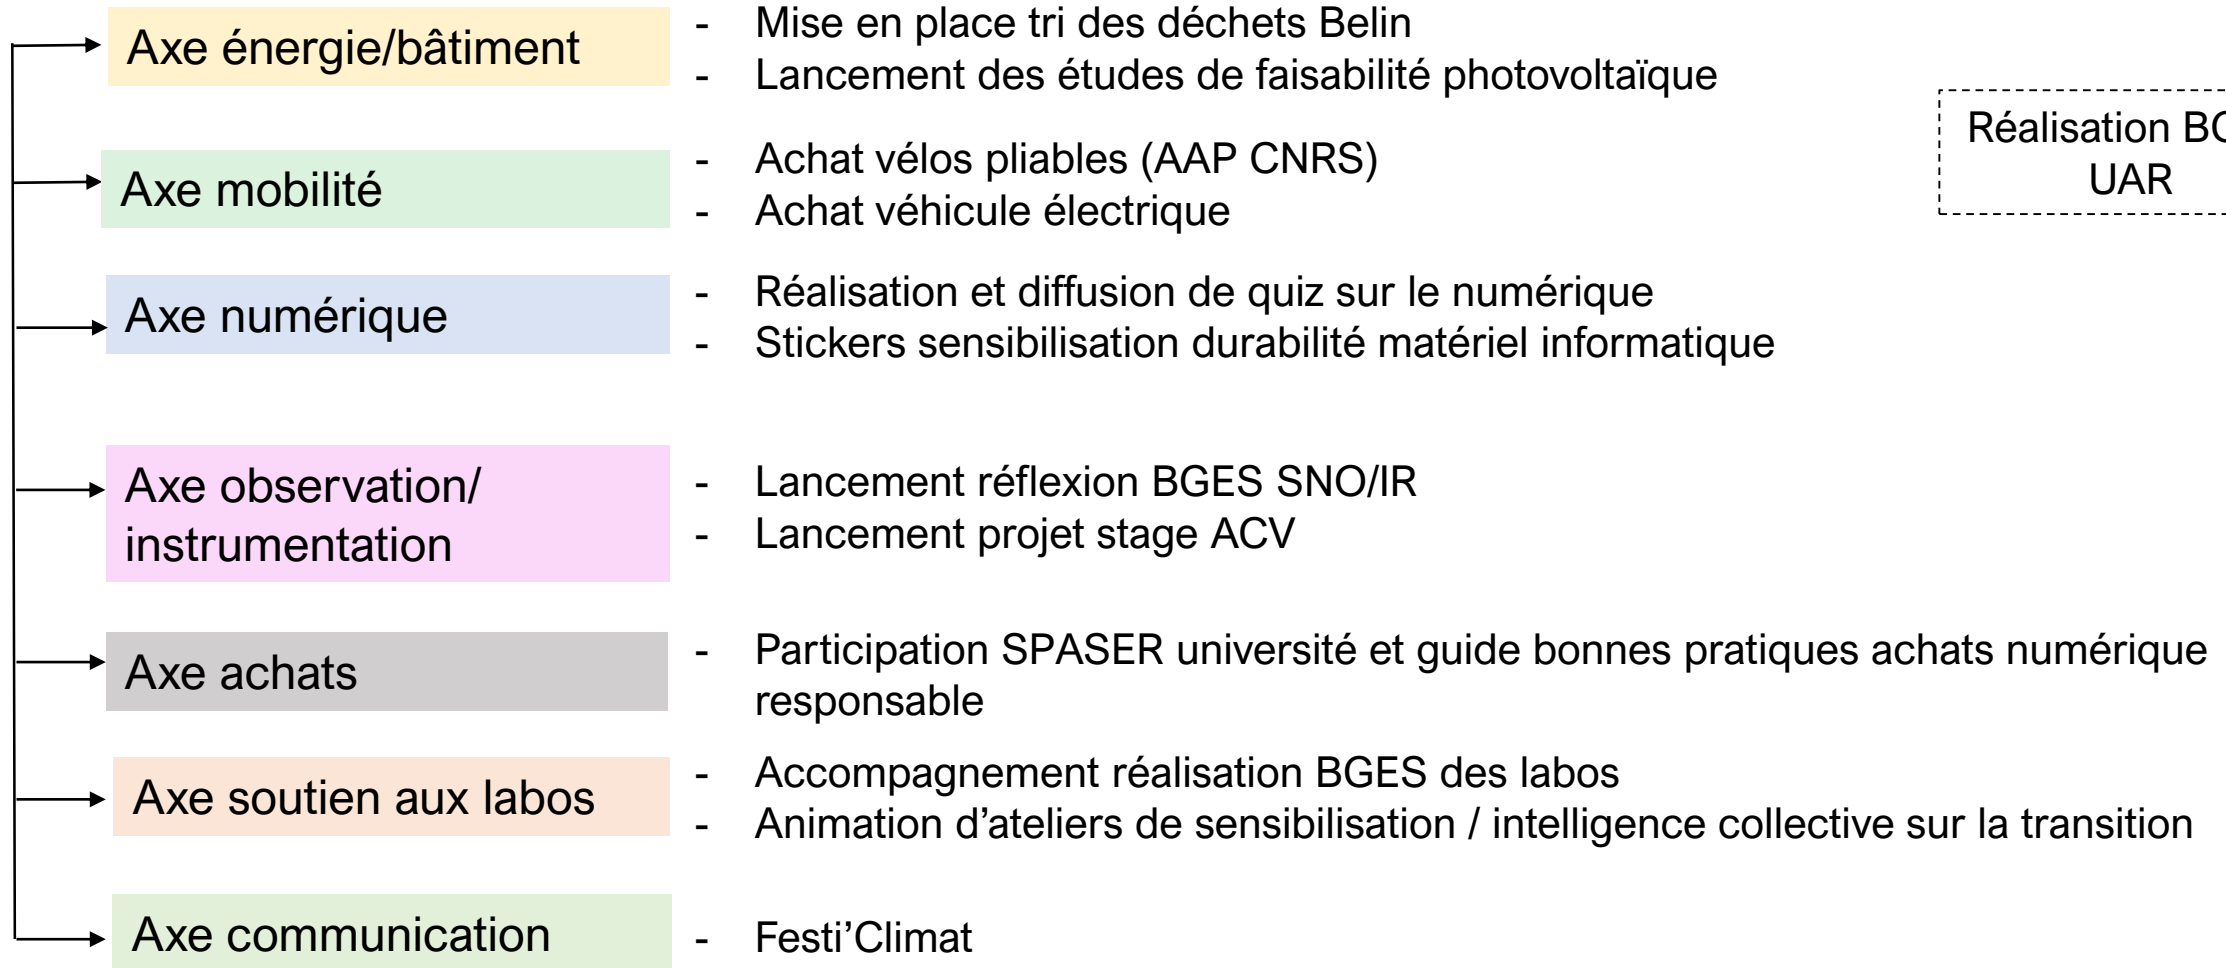 Axe énergie/bâtiment
- Mise en place tri des déchets Belin
- Lancement des études de faisabilité photovoltaïque
Réalisation
UAR
Axe mobilité
- Achat vélos pliables (AAP CNRS)
- Achat véhicule électrique
Axe numérique
- Réalisation et diffusion de quiz sur le numérique
- Stickers sensibilisation durabilité matériel informatique
Axe observation/
instrumentation
- Lancement réflexion BGES SNO/IR
- Lancement projet stage ACV
Axe achats
- Participation SPASER université et guide bonnes pratiques achats numérique
responsable
Axe soutien aux labos
- Accompagnement réalisation BGES des labos
- Animation d’ateliers de sensibilisation / intelligence collective sur la transition
Axe communication
- Festi’Climat